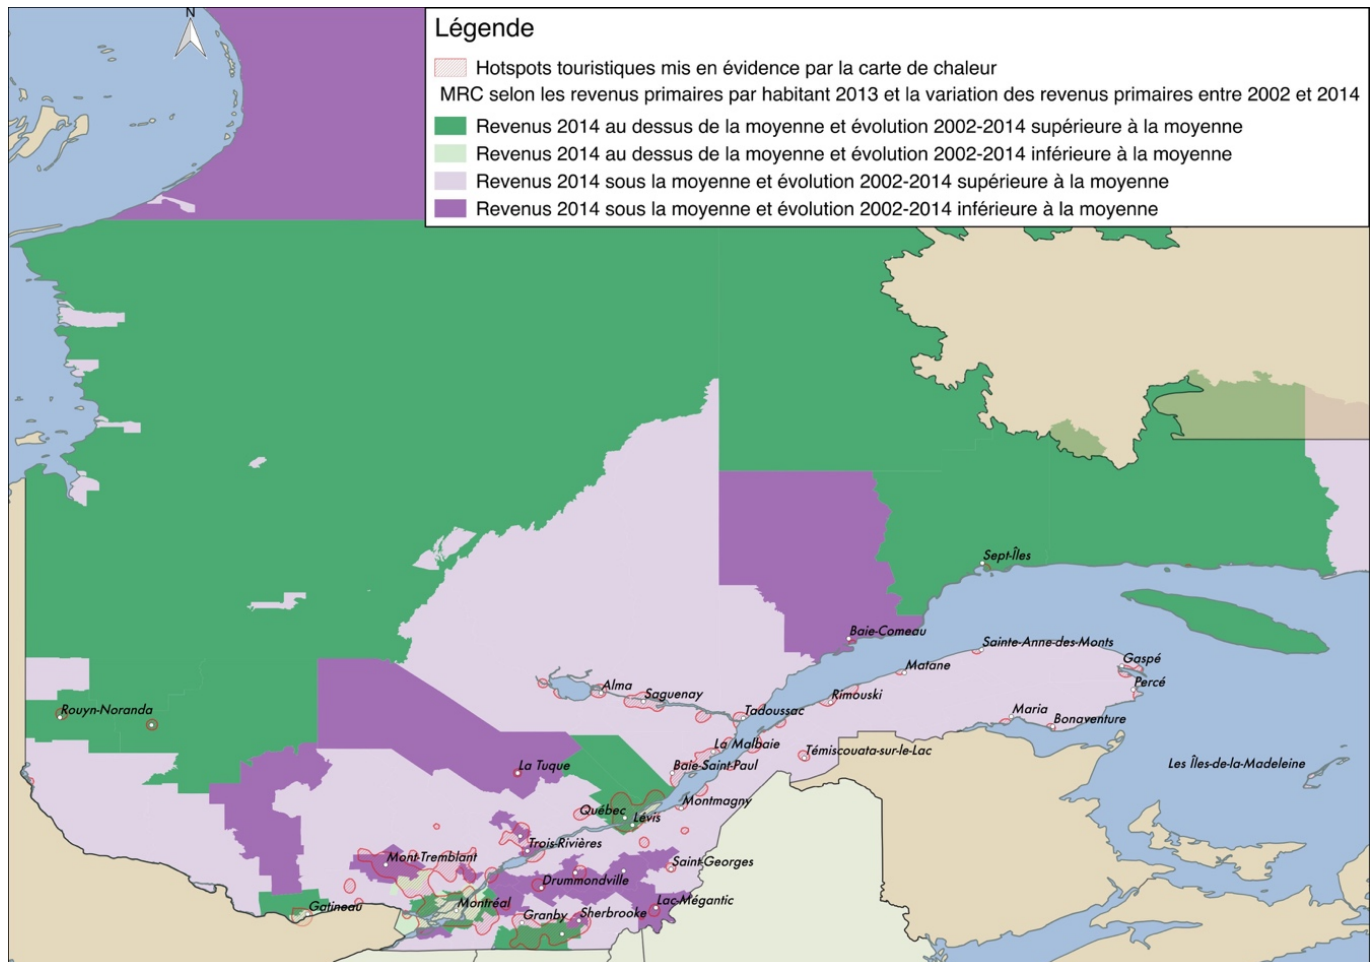 N
Légende
Hotspots touristiques mis en évidence par la carte de chaleur
MRC selon les revenus primaires par habitant 2013 et la variation des revenus primaires entre 2002 et 2014
Revenus 2014 au dessus de la moyenne et évolution 2002-2014 supérieure à la moyenne
Revenus 2014 au dessus de la moyenne et évolution 2002-2014 inférieure à la moyenne
Revenus 2014 sous la moyenne et évolution 2002-2014 supérieure à la moyenne
Revenus 2014 sous la moyenne et évolution 2002-2014 inférieure à la moyenne
Sept-Îles
Baie-Comeau
Sainte-Anne-des-Monts
Matane
Gaspé
Percé
Alma
Saguenay
Rimouski
Rouyn-Noranda
Tadoussac
Maria
Bonaventure
La Malbaie
Témiscouata-sur-le-Lac
La Tuque
Baie-Saint-Paul
Les Îles-de-la-Madeleine
Montmagny
Québec
Lévis
Trois-Rivières
Mont-Tremblant
Saint-Georges
Drummondville
Lac-Mégantic
Gatineau
Montréal
Granby
Sherbrooke